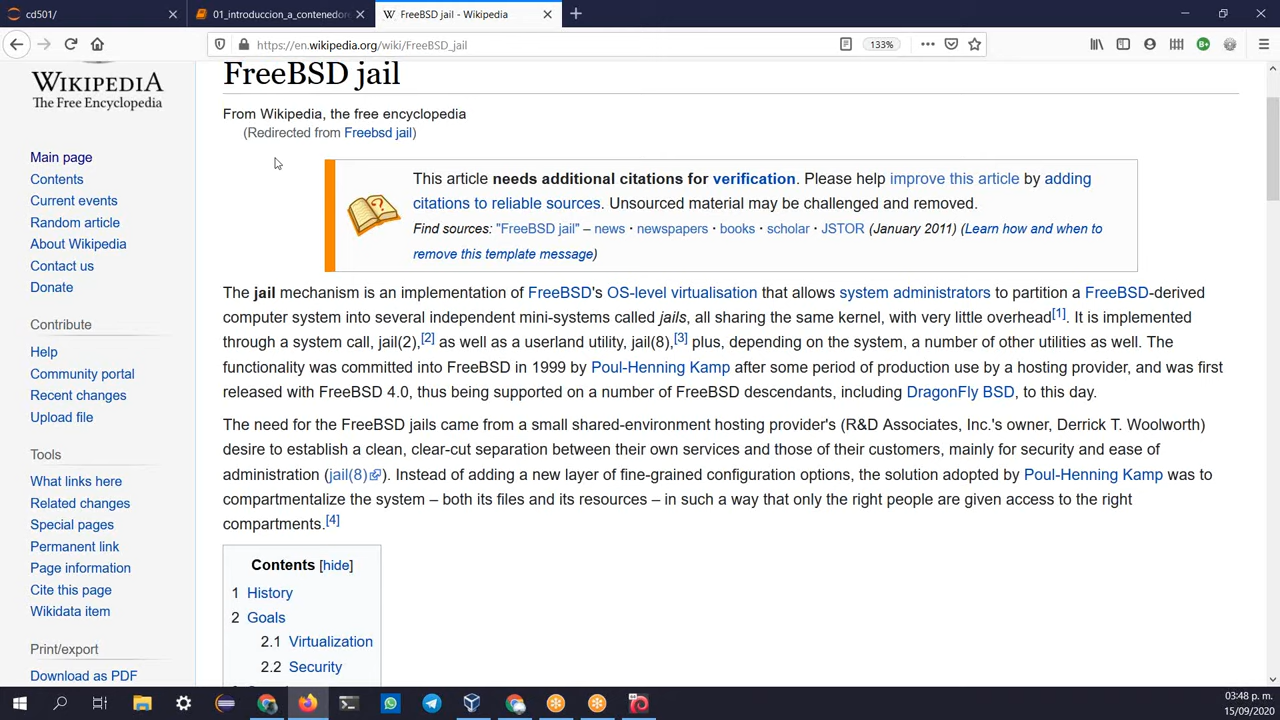 cd501/
01_introduccion_a_contenedor
FreeBSD jail - Wikipedia
https://en.wikipedia.org/wiki/FreeBSD_jail
133%
WIKIPEDIA
The Free Encyclopedia
Main page
Contents
Current events
Random article
About Wikipedia
Contact us
Donate
Contribute
Help
Community portal
Recent changes
Upload file
Tools
What links here
Related changes
Special pages
Permanent link
Page information
Cite this page
Wikidata item
Print/export
Download as PDF
FreeBSD jail
From Wikipedia, the free encyclopedia
(Redirected from Freebsd jail)
This article needs additional citations for verification. Please help improve this article by adding
citations to reliable sources. Unsourced material may be challenged and removed.
Find sources: "FreeBSD jail" – news · newspapers · books · scholar · JSTOR (January 2011) (Learn how and when to
remove this template message)
The jail mechanism is an implementation of FreeBSD's OS-level virtualisation that allows system administrators to partition a FreeBSD-derived
computer system into several independent mini-systems called jails, all sharing the same kernel, with very little overhead[1]. It is implemented
through a system call, jail(2),[2] as well as a userland utility, jail(8),[3] plus, depending on the system, a number of other utilities as well. The
functionality was committed into FreeBSD in 1999 by Poul-Henning Kamp after some period of production use by a hosting provider, and was first
released with FreeBSD 4.0, thus being supported on a number of FreeBSD descendants, including DragonFly BSD, to this day.
The need for the FreeBSD jails came from a small shared-environment hosting provider's (R&D Associates, Inc.'s owner, Derrick T. Woolworth)
desire to establish a clean, clear-cut separation between their own services and those of their customers, mainly for security and ease of
administration (jail(8)). Instead of adding a new layer of fine-grained configuration options, the solution adopted by Poul-Henning Kamp was to
compartmentalize the system – both its files and its resources – in such a way that only the right people are given access to the right
compartments.[4]
Contents [hide]
1 History
2 Goals
2.1 Virtualization
2.2 Security
03:48 p. m.
15/09/2020